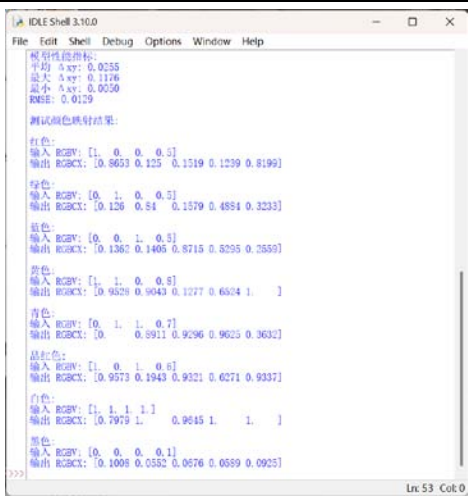 IDLE Shell 3.10.0
File Edit Shell Debug Options Window Help
模型性能指标:
平均 Δxy: 0.0255
最大 Δxy: 0.1176
最小 Δxy: 0.0050
RMSE: 0.0129
测试颜色映射结果:
红色:
输入 RGBV: [1. 0. 0. 0.5]
输出 RGBCX: [0.8653 0.125 0.1519 0.1239 0.8199]
绿色:
输入 RGBV: [0. 1. 0. 0.5]
输出 RGBCX: [0.126 0.84 0.1579 0.4884 0.3233]
蓝色:
输入 RGBV: [0. 0. 1. 0.5]
输出 RGBCX: [0.1362 0.1405 0.8715 0.5295 0.2559]
黄色:
输入 RGBV: [1. 1. 0. 0.8]
输出 RGBCX: [0.9528 0.9043 0.1277 0.6524 1. ]
青色:
输入 RGBV: [0. 1. 1. 0.7]
输出 RGBCX: [0. 0.8911 0.9296 0.9625 0.3632]
品红色:
输入 RGBV: [1. 0. 1. 0.6]
输出 RGBCX: [0.9573 0.1943 0.9321 0.6271 0.9337]
白色:
输入 RGBV: [1. 1. 1. 1.]
输出 RGBCX: [0.7979 1. 0.9645 1. 1. ]
黑色:
输入 RGBV: [0. 0. 0. 0.1]
输出 RGBCX: [0.1008 0.0552 0.0676 0.0589 0.0925]
>>>
Ln: 53 Col: 0